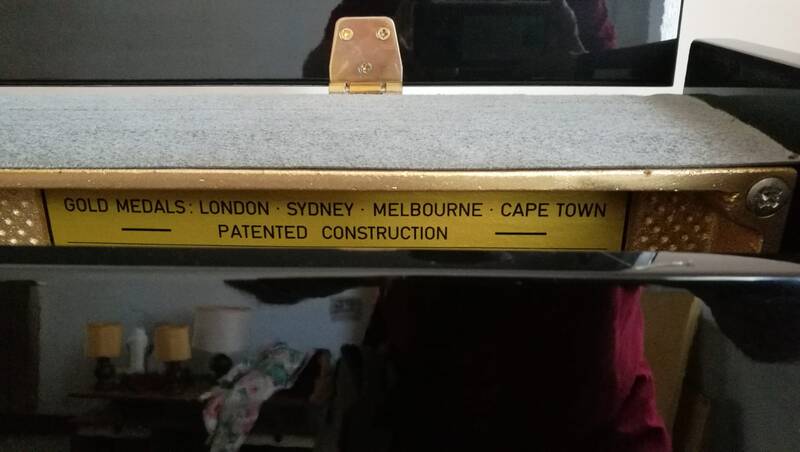 GOLD MEDALS: LONDON · SYDNEY · MELBOURNE · CAPE TOWN
PATENTED CONSTRUCTION